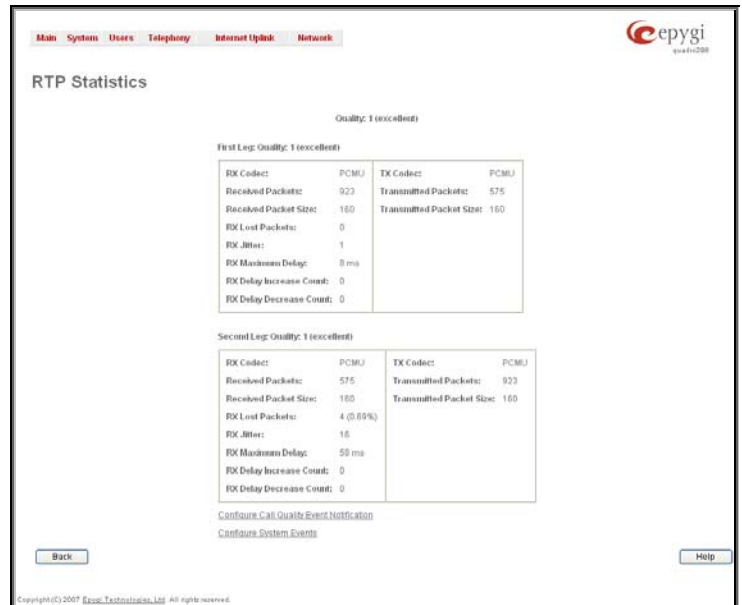 Main System Users Telephony Internet Uplink Network
epygi
quadro2X
RTP Statistics
Quality: 1 (excellent)
First Leg: Quality: 1 (excellent)
RX Codec: PCMU TX Codec: PCMU
Received Packets: 923 Transmitted Packets: 575
Received Packet Size: 160 Transmitted Packet Size: 160
RX Lost Packets: 0
RX Jitter: 1
RX Maximum Delay: 8 ms
RX Delay Increase Count: 0
RX Delay Decrease Count: 0
Second Leg: Quality: 1 (excellent)
RX Codec: PCMU TX Codec: PCMU
Received Packets: 575 Transmitted Packets: 923
Received Packet Size: 160 Transmitted Packet Size: 160
RX Lost Packets: 4 (0.69%)
RX Jitter: 16
RX Maximum Delay: 58 ms
RX Delay Increase Count: 0
RX Delay Decrease Count: 0
Configure Call Quality Event Notification
Configure System Events
Back Help
Copyright (C) 2007 Epygi Technologies, Ltd. All rights reserved.